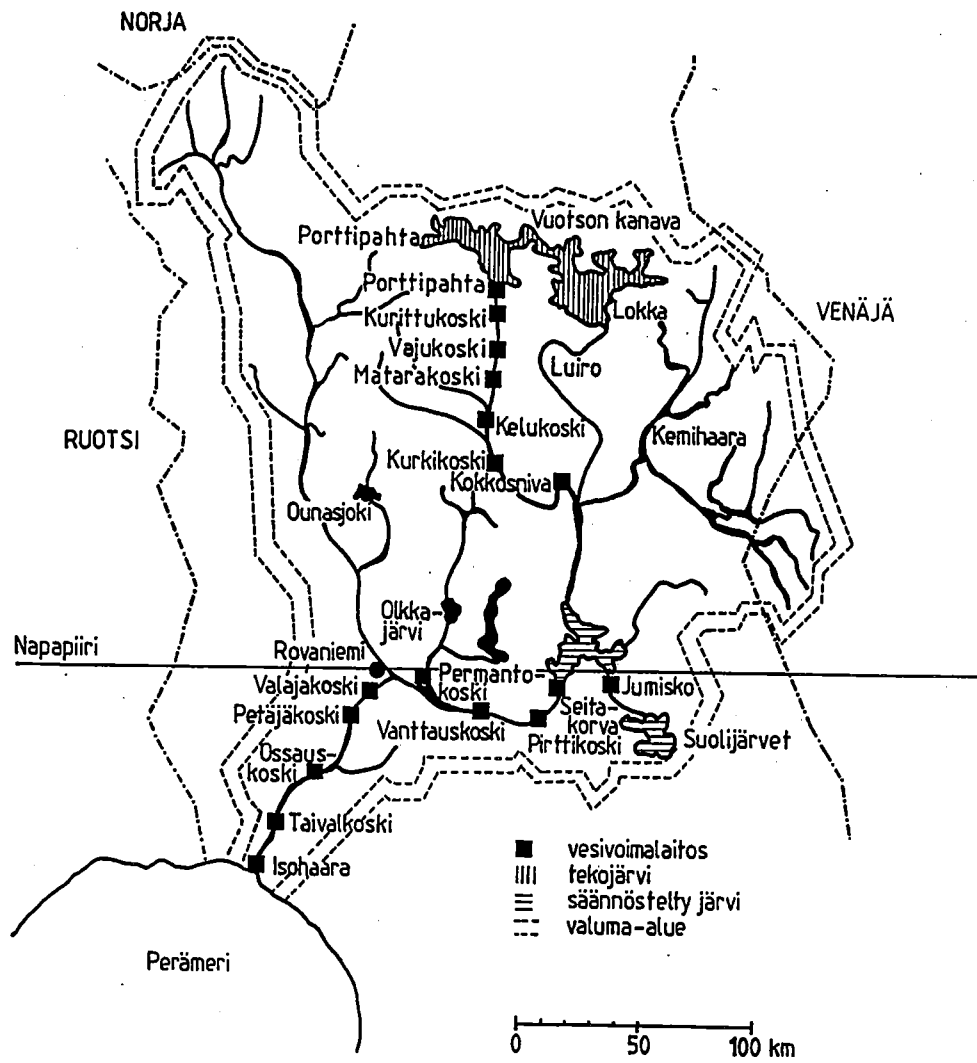 NORJA
Vuotson kanava
Porttipahta
Porttipahta
Kurittukoski
Vajukoski
Matarakoski
Lokka
VENÄJÄ
Luiro
RUOTSI
Kelukoski
Kemihaara
Kurkikoski
Kokkosniva
Ounasjoki
Olkka-
järvi
Napapiiri
Rovaniemi
Valajakoski
Petäjäkoski
Permanto-
koski
Vanttauskoski
Seita-
korva
Pirttikoski
Jumisko
Suolijärvet
Ossaus-
koski
Taivalkoski
Isohaara
Perämeri
vesivoimalaitos
tekojärvi
säännöstelty järvi
valuma-alue
0 50 100 km